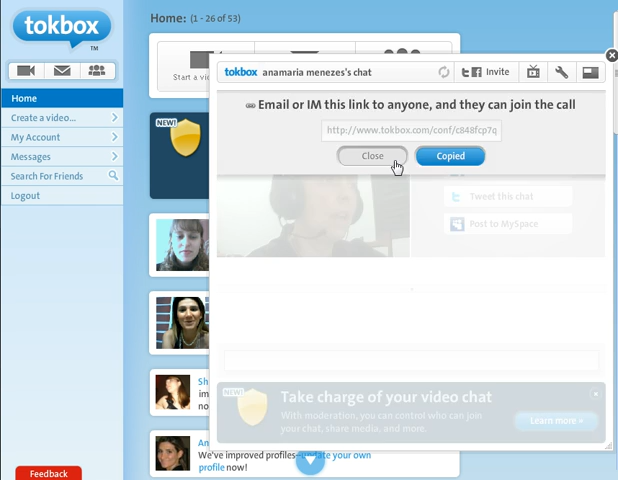 tokbox
TM
Home
Create a video...
My Account
Messages
Search For Friends
Logout
Feedback
Home: (1 - 26 of 53)
Start a vi
NEW!
Sh
im
no
An
We've improved profiles–update your own
profile now!
tokbox anamaria menezes's chat
Invite
Email or IM this link to anyone, and they can join the call
http://www.tokbox.com/conf/c848fcp7q
Close
Copied
Tweet this chat
Post to MySpace
NEW!
Take charge of your video chat
With moderation, you can control who can join
your chat, share media, and more.
Learn more »